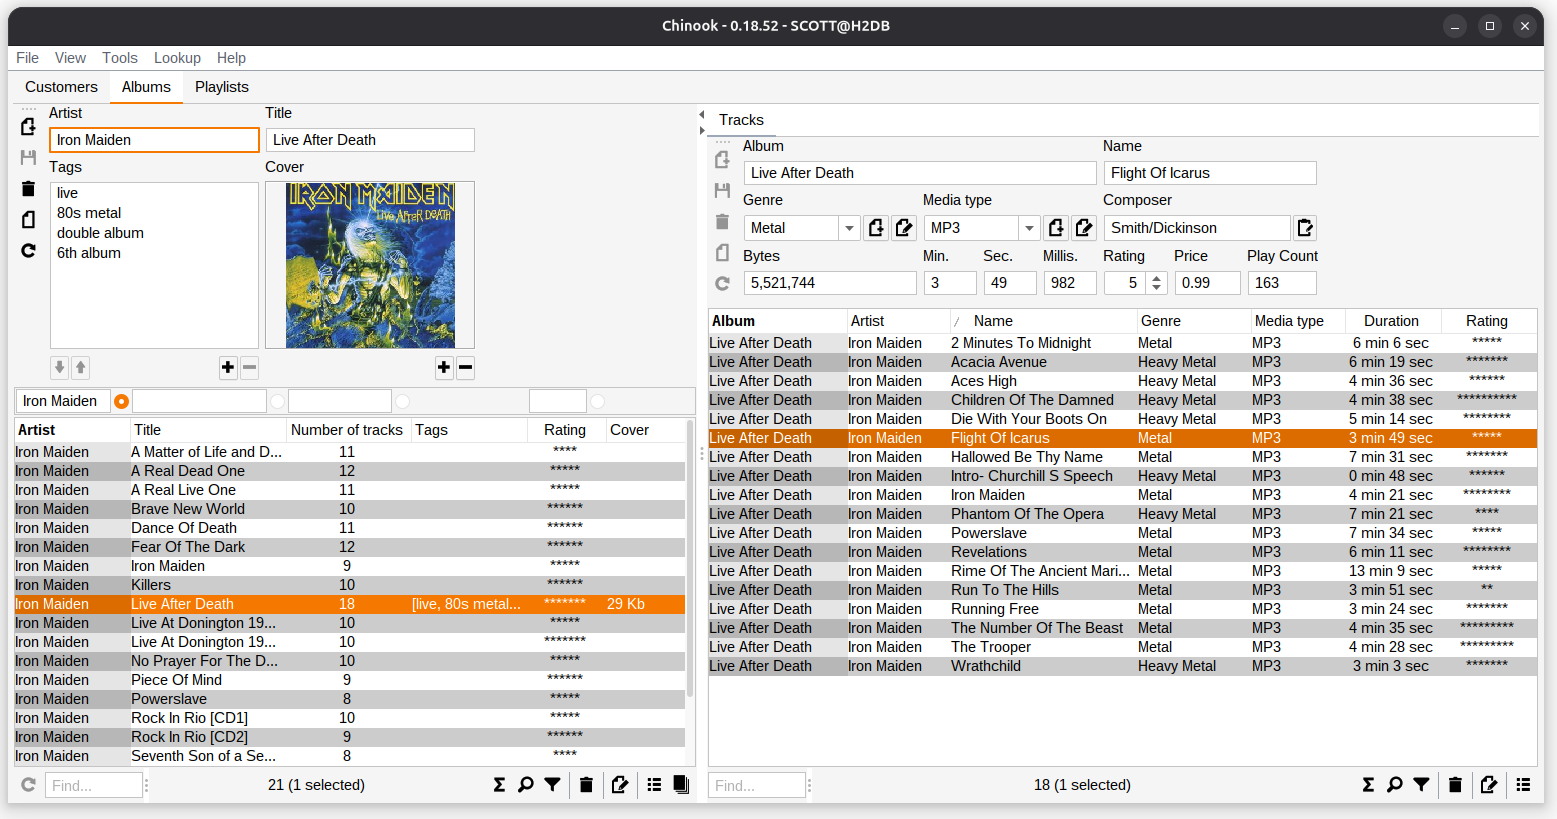 Chinook - 0.18.52 - SCOTT@H2DB
File View Tools Lookup Help
Customers Albums Playlists
Artist Title
Iron Maiden Live After Death
Tags Cover
live
80s metal
double album
6th album
IRON MAIDEN
LIVE AFTER DEATH
Iron Maiden
Artist Title Number of tracks Tags Rating Cover
Iron Maiden A Matter of Life and D... 11 ****
Iron Maiden A Real Dead One 12 *****
Iron Maiden A Real Live One 11 *****
Iron Maiden Brave New World 10 ******
Iron Maiden Dance Of Death 11 ******
Iron Maiden Fear Of The Dark 12 ******
Iron Maiden Iron Maiden 9 *****
Iron Maiden Killers 10 ******
Iron Maiden Live After Death 18 [live, 80s metal... ******* 29 Kb
Iron Maiden Live At Donington 19... 10 *****
Iron Maiden Live At Donington 19... 10 *******
Iron Maiden No Prayer For The D... 10 *****
Iron Maiden Piece Of Mind 9 ******
Iron Maiden Powerslave 8 *****
Iron Maiden Rock In Rio [CD1] 10 *****
Iron Maiden Rock In Rio [CD2] 9 ******
Iron Maiden Seventh Son of a Se... 8 ****
Find... 21 (1 selected)
Tracks
Album Name
Live After Death Flight Of Icarus
Genre Media type Composer
Metal MP3 Smith/Dickinson
Bytes Min. Sec. Millis. Rating Price Play Count
5,521,744 3 49 982 5 0.99 163
Album Artist Name Genre Media type Duration Rating
Live After Death Iron Maiden 2 Minutes To Midnight Metal MP3 6 min 6 sec *****
Live After Death Iron Maiden Acacia Avenue Heavy Metal MP3 6 min 19 sec *******
Live After Death Iron Maiden Aces High Heavy Metal MP3 4 min 36 sec ******
Live After Death Iron Maiden Children Of The Damned Heavy Metal MP3 4 min 38 sec **********
Live After Death Iron Maiden Die With Your Boots On Heavy Metal MP3 5 min 14 sec ********
Live After Death Iron Maiden Flight Of Icarus Metal MP3 3 min 49 sec *****
Live After Death Iron Maiden Hallowed Be Thy Name Metal MP3 7 min 31 sec *******
Live After Death Iron Maiden Intro- Churchill S Speech Heavy Metal MP3 0 min 48 sec ******
Live After Death Iron Maiden Iron Maiden Metal MP3 4 min 21 sec ********
Live After Death Iron Maiden Phantom Of The Opera Heavy Metal MP3 7 min 21 sec ****
Live After Death Iron Maiden Powerslave Metal MP3 7 min 34 sec *****
Live After Death Iron Maiden Revelations Metal MP3 6 min 11 sec ********
Live After Death Iron Maiden Rime Of The Ancient Mari... Metal MP3 13 min 9 sec *****
Live After Death Iron Maiden Run To The Hills Metal MP3 3 min 51 sec **
Live After Death Iron Maiden Running Free Metal MP3 3 min 24 sec *******
Live After Death Iron Maiden The Number Of The Beast Metal MP3 4 min 35 sec *********
Live After Death Iron Maiden The Trooper Metal MP3 4 min 28 sec *********
Live After Death Iron Maiden Wrathchild Heavy Metal MP3 3 min 3 sec *******
Find... 18 (1 selected)